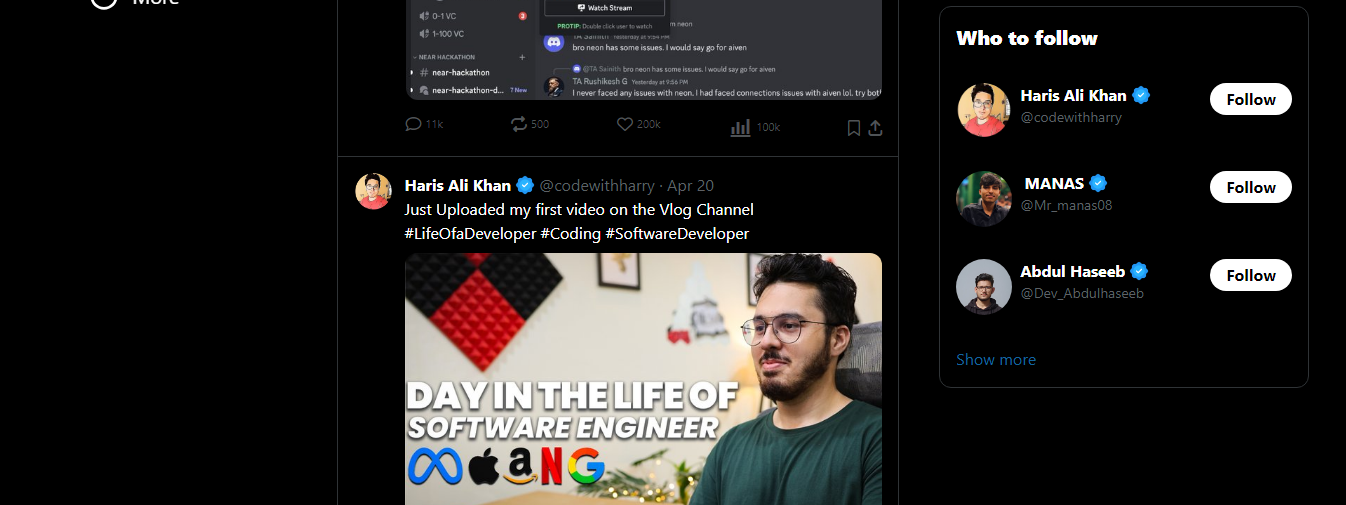 More
0-1 VC
3
1-100 VC
NEAR HACKATHON
near-hackathon
near-hackathon-d...
7 New
Watch Stream
PROTIP: Double click user to watch
m neon
TA Sainith Yesterday at 9:54 PM
bro neon has some issues. I would say go for aiven
@TA Sainith bro neon has some issues. I would say go for aiven
TA Rushikesh G Yesterday at 9:56 PM
I never faced any issues with neon. I had faced connections issues with aiven lol. try bot
11k
500
200k
100k
Haris Ali Khan @codewithharry · Apr 20
Just Uploaded my first video on the Vlog Channel
#LifeOfaDeveloper #Coding #SoftwareDeveloper
DAY IN THE LIFE OF
SOFTWARE ENGINEER
a N G
Who to follow
Haris Ali Khan
@codewithharry
Follow
MANAS
@Mr_manas08
Follow
Abdul Haseeb
@Dev_Abdulhaseeb
Follow
Show more